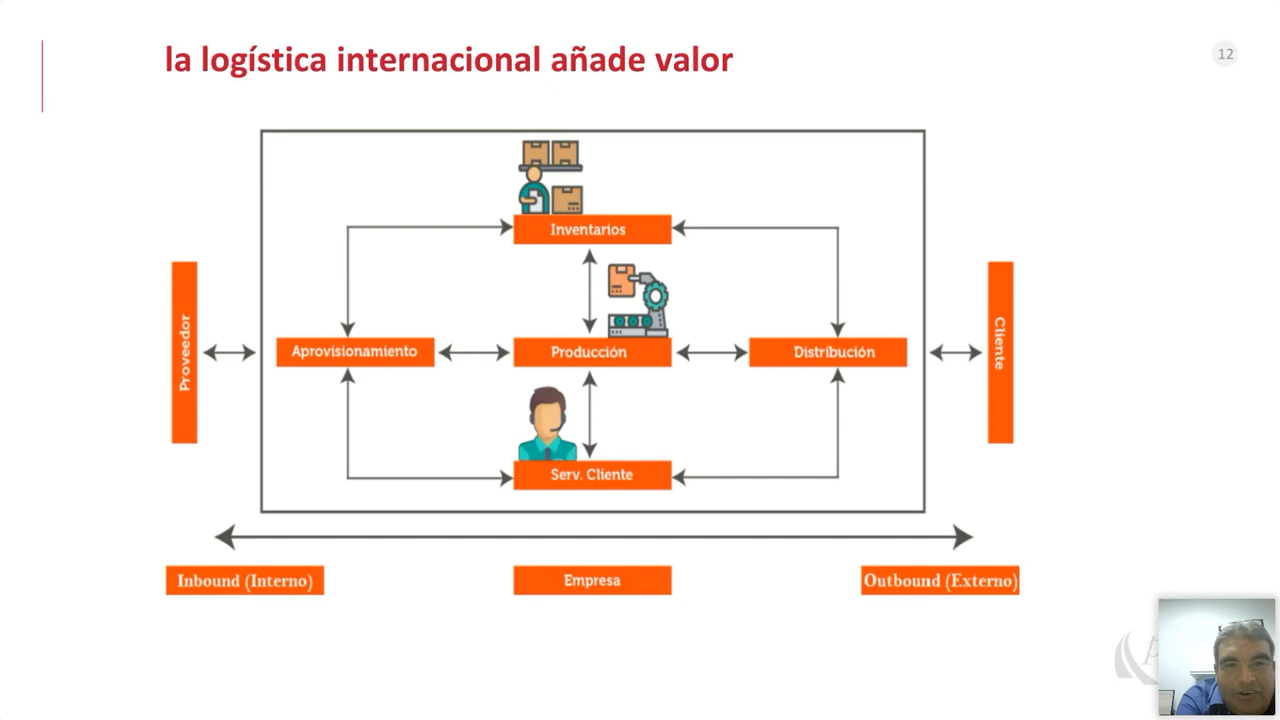 la logística internacional añade valor
12
Inventarios
Proveedor
Aprovisionamiento
Producción
Distribución
Cliente
Serv. Cliente
Inbound (Interno)
Empresa
Outbound (Externo)